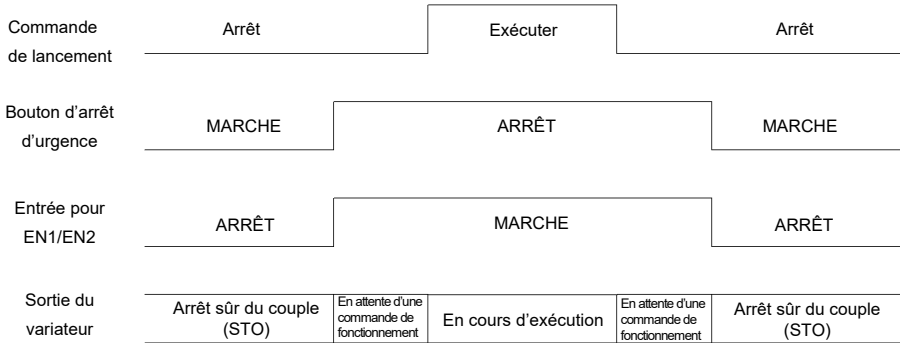 Commande
de lancement
Arrêt
Exécuter
Arrêt
Bouton d’arrêt
d’urgence
MARCHE
ARRÊT
MARCHE
Entrée pour
EN1/EN2
ARRÊT
MARCHE
ARRÊT
Sortie du
variateur
Arrêt sûr du couple
(STO)
En attente d’une
commande de
fonctionnement
En cours d’exécution
En attente d’une
commande de
fonctionnement
Arrêt sûr du couple
(STO)